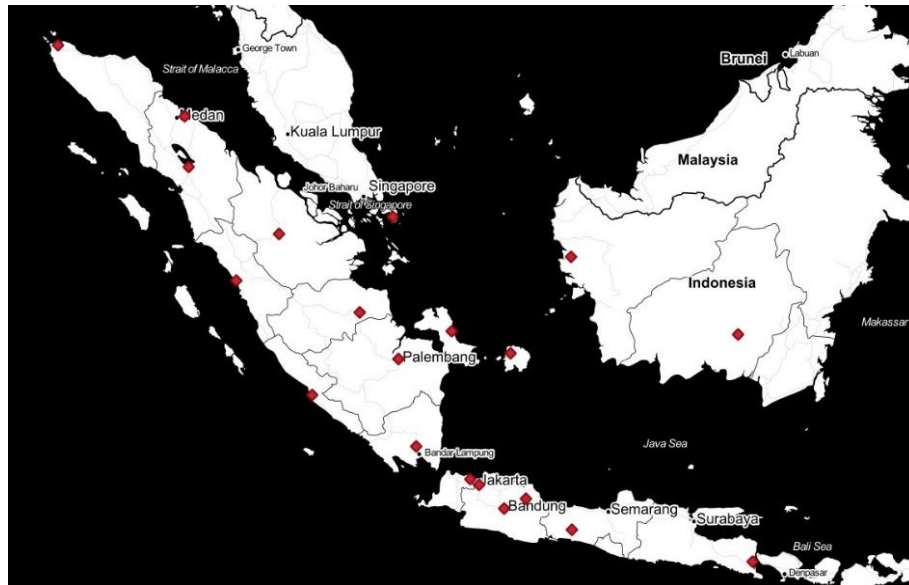 George Town
Labuan
Brunei
Strait of Malacca
Medan
Kuala Lumpur
Malaysia
Johor Baharu
Singapore
Strait of Singapore
Indonesia
Makassar
Palembang
Java Sea
Bandar Lampung
Jakarta
Bandung
Semarang
Surabaya
Bali Sea
Denpasar